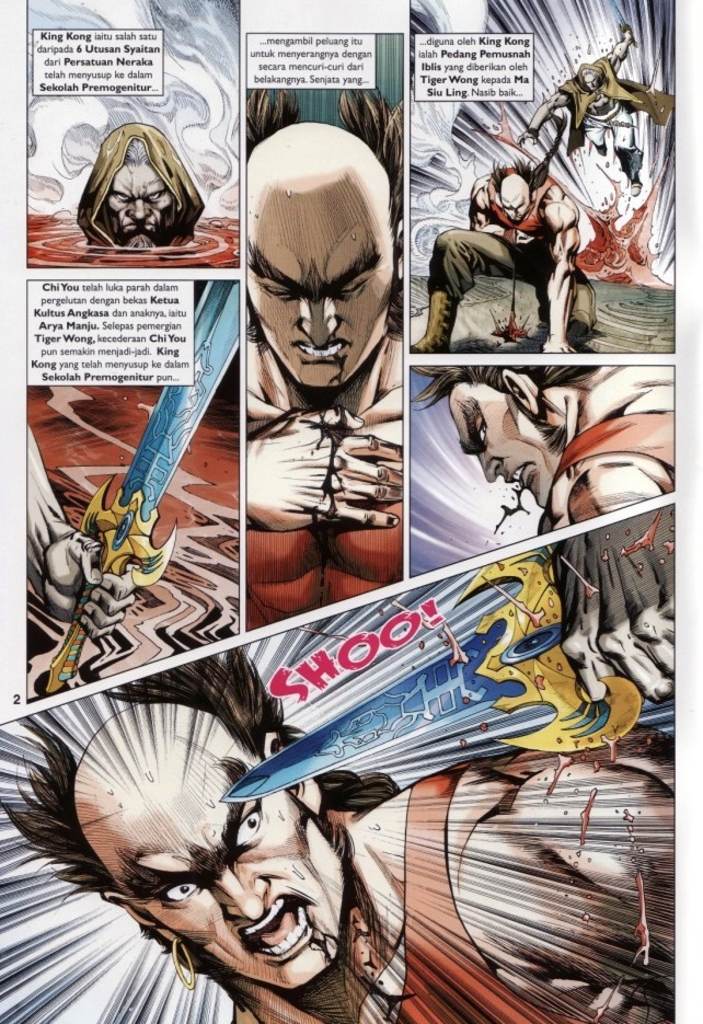 King Kong iaitu salah satu
daripada 6 Utusan Syaitan
dari Persatuan Neraka
telah menyusup ke dalam
Sekolah Premogenitur...
Chi You telah luka parah dalam
pergelutan dengan bekas Ketua
Kultus Angkasa dan anaknya, iaitu
Arya Manju. Selepas pemergian
Tiger Wong, kecederaan Chi You
pun semakin menjadi-jadi. King
Kong yang telah menyusup ke dalam
Sekolah Premogenitur pun...
...mengambil peluang itu
untuk menyerangnya dengan
secara mencuri-curi dari
belakangnya. Senjata yang...
...diguna oleh King Kong
ialah Pedang Pemusnah
Iblis yang diberikan oleh
Tiger Wong kepada Ma
Siu Ling. Nasib baik...
SHOO!
2